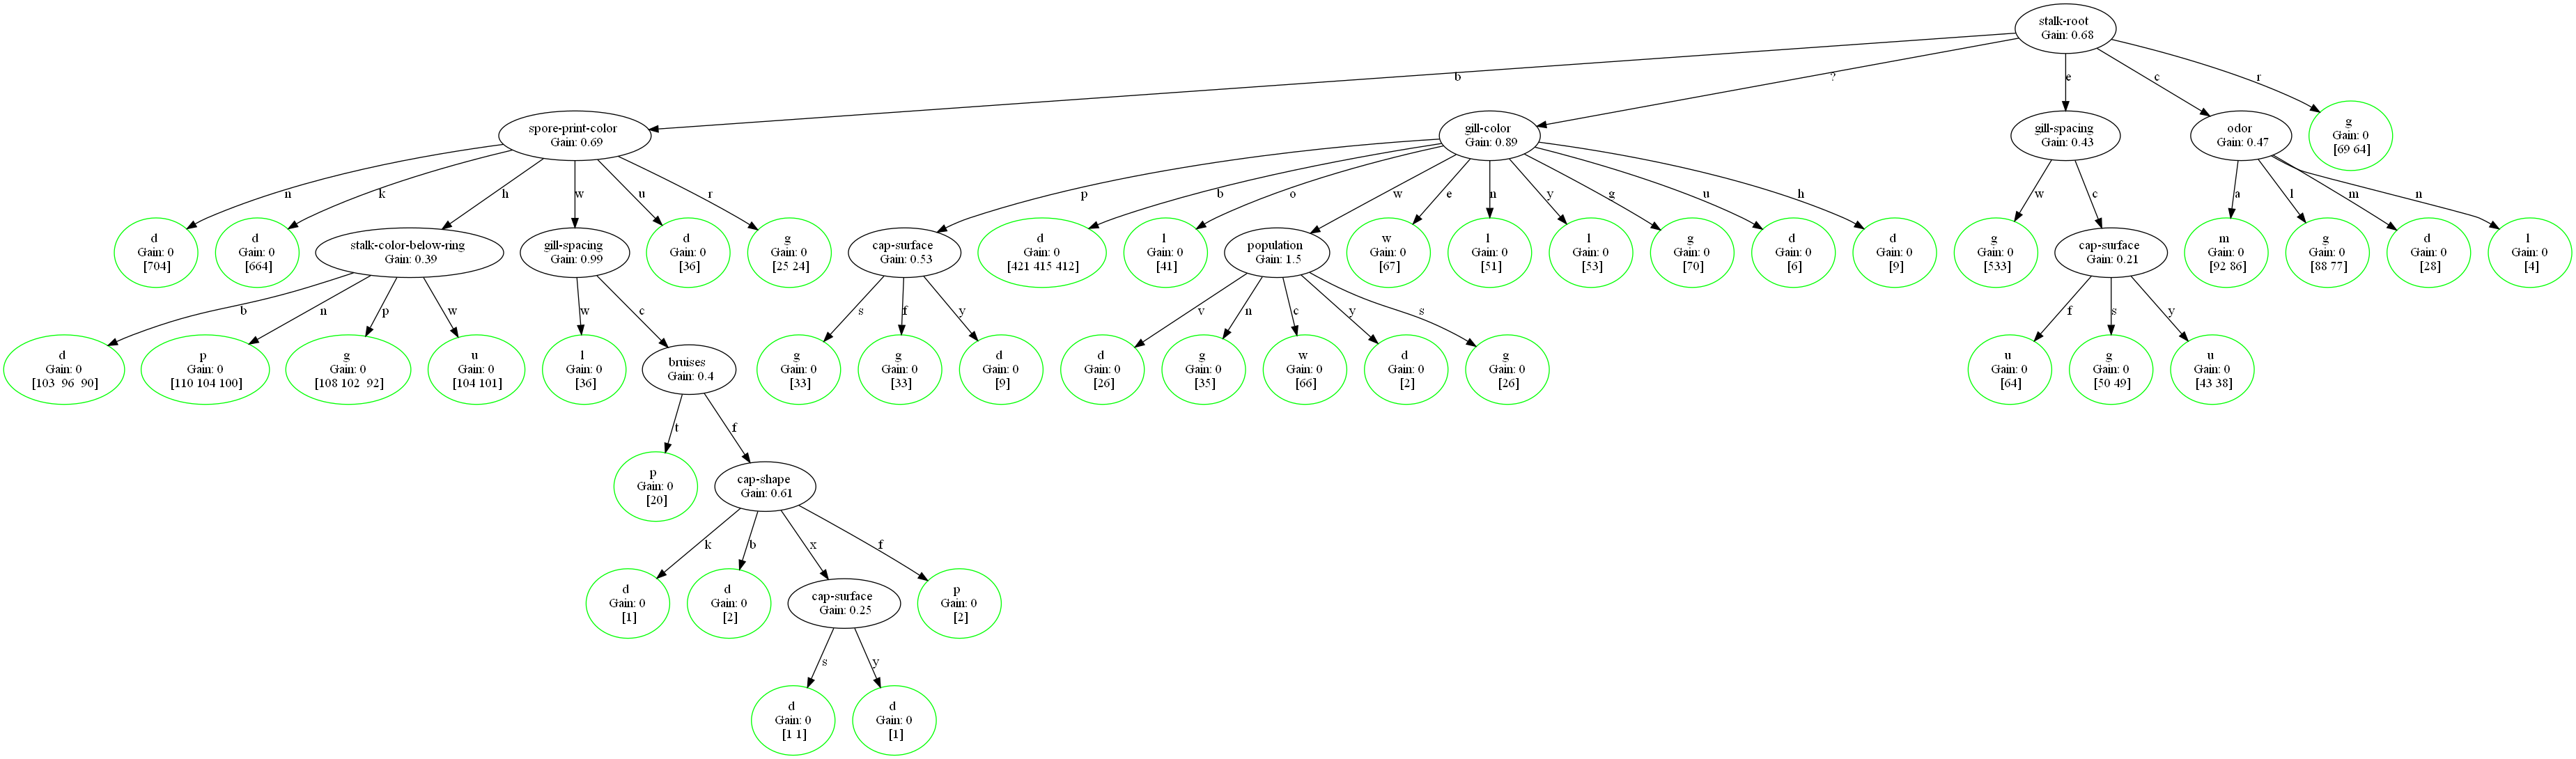 stalk-root
Gain: 0.68
b
?
e
c
r
spore-print-color
Gain: 0.69
gill-color
Gain: 0.89
gill-spacing
Gain: 0.43
odor
Gain: 0.47
g
Gain: 0
[69 64]
n
k
h
w
u
r
p
b
o
w
e
n
y
g
u
h
w
c
a
l
m
n
d
Gain: 0
[704]
d
Gain: 0
[664]
stalk-color-below-ring
Gain: 0.39
gill-spacing
Gain: 0.99
d
Gain: 0
[36]
g
Gain: 0
[25 24]
cap-surface
Gain: 0.53
d
Gain: 0
[421 415 412]
l
Gain: 0
[41]
population
Gain: 1.5
w
Gain: 0
[67]
l
Gain: 0
[51]
l
Gain: 0
[53]
g
Gain: 0
[70]
d
Gain: 0
[6]
d
Gain: 0
[9]
g
Gain: 0
[533]
cap-surface
Gain: 0.21
m
Gain: 0
[92 86]
g
Gain: 0
[88 77]
d
Gain: 0
[28]
l
Gain: 0
[4]
b
n
p
w
w
c
s
f
y
v
n
c
y
s
f
s
y
d
Gain: 0
[103 96 90]
p
Gain: 0
[110 104 100]
g
Gain: 0
[108 102 92]
u
Gain: 0
[104 101]
l
Gain: 0
[36]
bruises
Gain: 0.4
g
Gain: 0
[33]
g
Gain: 0
[33]
d
Gain: 0
[9]
d
Gain: 0
[26]
g
Gain: 0
[35]
w
Gain: 0
[66]
d
Gain: 0
[2]
g
Gain: 0
[26]
u
Gain: 0
[64]
g
Gain: 0
[50 49]
u
Gain: 0
[43 38]
t
f
p
Gain: 0
[20]
cap-shape
Gain: 0.61
k
b
x
f
d
Gain: 0
[1]
d
Gain: 0
[2]
cap-surface
Gain: 0.25
p
Gain: 0
[2]
s
y
d
Gain: 0
[1 1]
d
Gain: 0
[1]